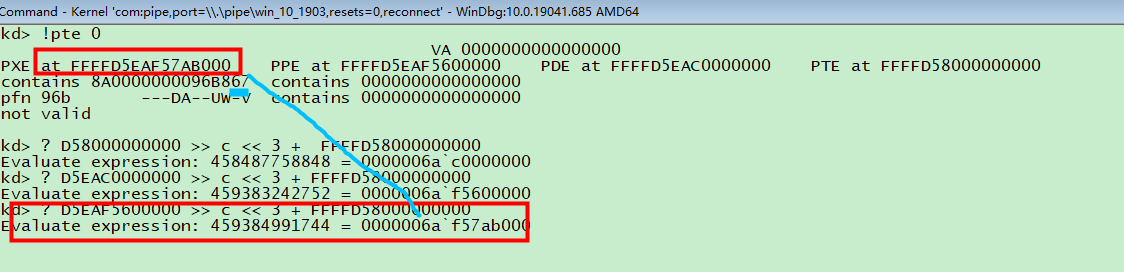 Command - Kernel 'com:pipe,port=\\.\pipe\win_10_1903,resets=0,reconnect' - WinDbg:10.0.19041.685 AMD64
kd> !pte 0
VA 0000000000000000
PXE at FFFFD5EAF57AB000    PPE at FFFFD5EAF5600000    PDE at FFFFD5EAC0000000    PTE at FFFFD58000000000
contains 8A0000000096B867  contains 0000000000000000
pfn 96b      ---DA--UW-V  contains 0000000000000000
not valid
kd> ? D58000000000 >> c << 3 +  FFFFD58000000000
Evaluate expression: 458487758848 = 0000006a`c0000000
kd> ? D5EAC0000000 >> c << 3 + FFFFD58000000000
Evaluate expression: 459383242752 = 0000006a`f5600000
kd> ? D5EAF5600000 >> c << 3 + FFFFD58000000000
Evaluate expression: 459384991744 = 0000006a`f57ab000